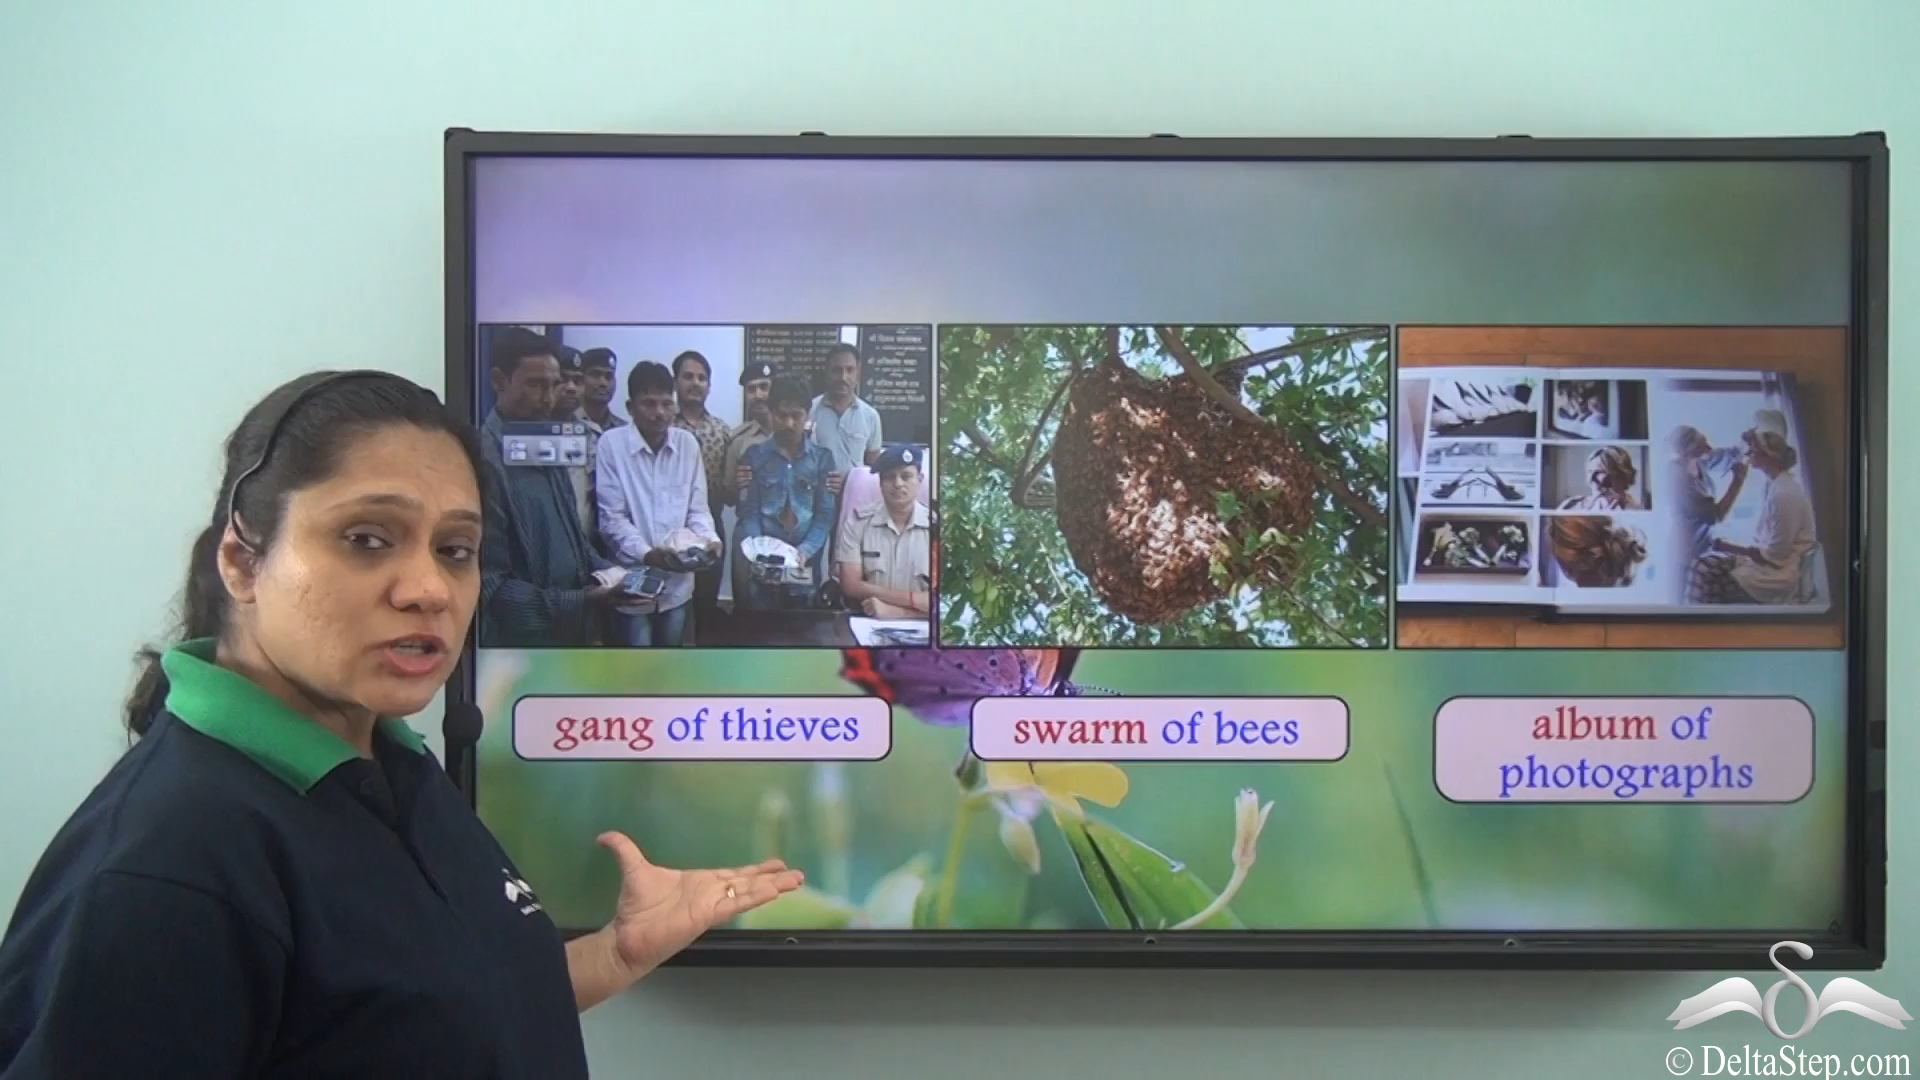 gang of thieves
swarm of bees
album of
photographs
© DeltaStep.com